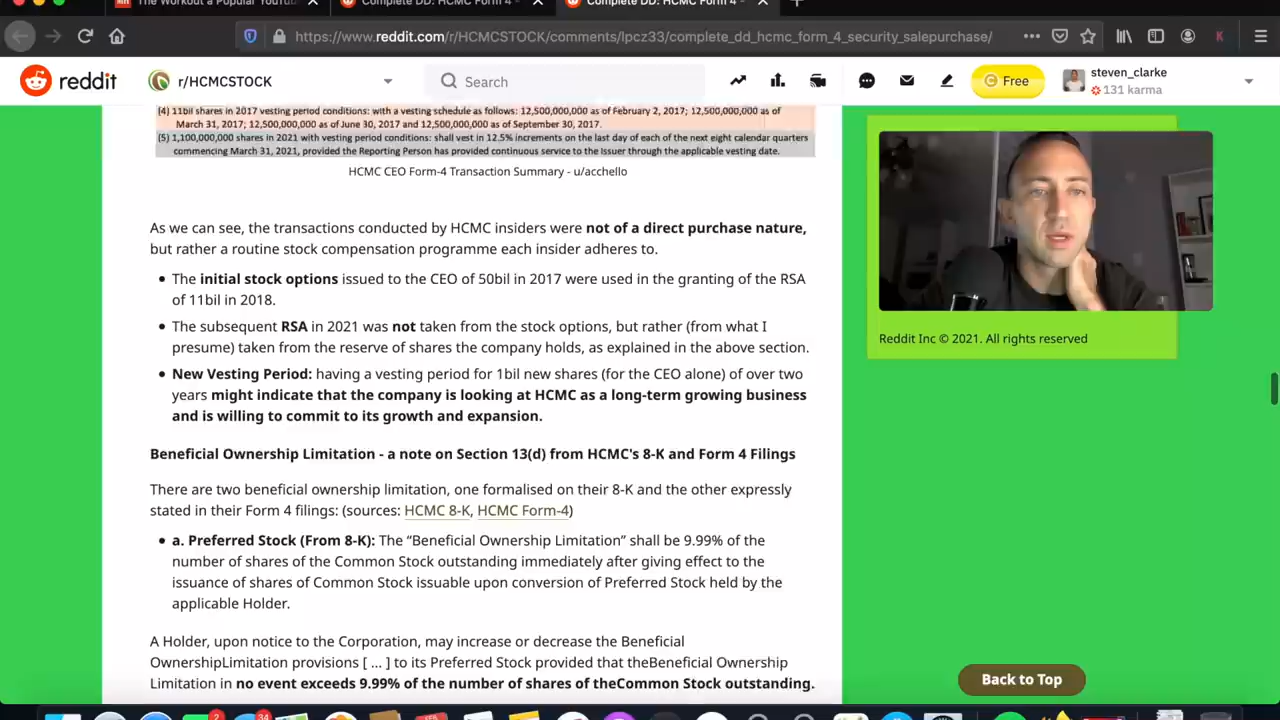 The Workout a Popular YouTub
Complete DD: HCMC Form 4 -
Complete DD: HCMC Form 4 -
https://www.reddit.com/r/HCMCSTOCK/comments/lpcz33/complete_dd_hcmc_form_4_security_salepurchase/
K
reddit
r/HCMCSTOCK
Search
Free
steven_clarke
131 karma
(4) 11bil shares in 2017 vesting period conditions: with a vesting schedule as follows: 12,500,000,000 as of February 2, 2017; 12,500,000,000 as of
March 31, 2017; 12,500,000,000 as of June 30, 2017 and 12,500,000,000 as of September 30, 2017.
(5) 1,100,000,000 shares in 2021 with vesting period conditions: shall vest in 12.5% increments on the last day of each of the next eight calendar quarters
commencing March 31, 2021, provided the Reporting Person has provided continuous service to the Issuer through the applicable vesting date.
HCMC CEO Form-4 Transaction Summary - u/acchello
As we can see, the transactions conducted by HCMC insiders were not of a direct purchase nature,
but rather a routine stock compensation programme each insider adheres to.
• The initial stock options issued to the CEO of 50bil in 2017 were used in the granting of the RSA
of 11bil in 2018.
• The subsequent RSA in 2021 was not taken from the stock options, but rather (from what I
presume) taken from the reserve of shares the company holds, as explained in the above section.
• New Vesting Period: having a vesting period for 1bil new shares (for the CEO alone) of over two
years might indicate that the company is looking at HCMC as a long-term growing business
and is willing to commit to its growth and expansion.
Beneficial Ownership Limitation - a note on Section 13(d) from HCMC's 8-K and Form 4 Filings
There are two beneficial ownership limitation, one formalised on their 8-K and the other expressly
stated in their Form 4 filings: (sources: HCMC 8-K, HCMC Form-4)
• a. Preferred Stock (From 8-K): The “Beneficial Ownership Limitation” shall be 9.99% of the
number of shares of the Common Stock outstanding immediately after giving effect to the
issuance of shares of Common Stock issuable upon conversion of Preferred Stock held by the
applicable Holder.
A Holder, upon notice to the Corporation, may increase or decrease the Beneficial
OwnershipLimitation provisions [ ... ] to its Preferred Stock provided that theBeneficial Ownership
Limitation in no event exceeds 9.99% of the number of shares of theCommon Stock outstanding.
Reddit Inc © 2021. All rights reserved
Back to Top
2
34